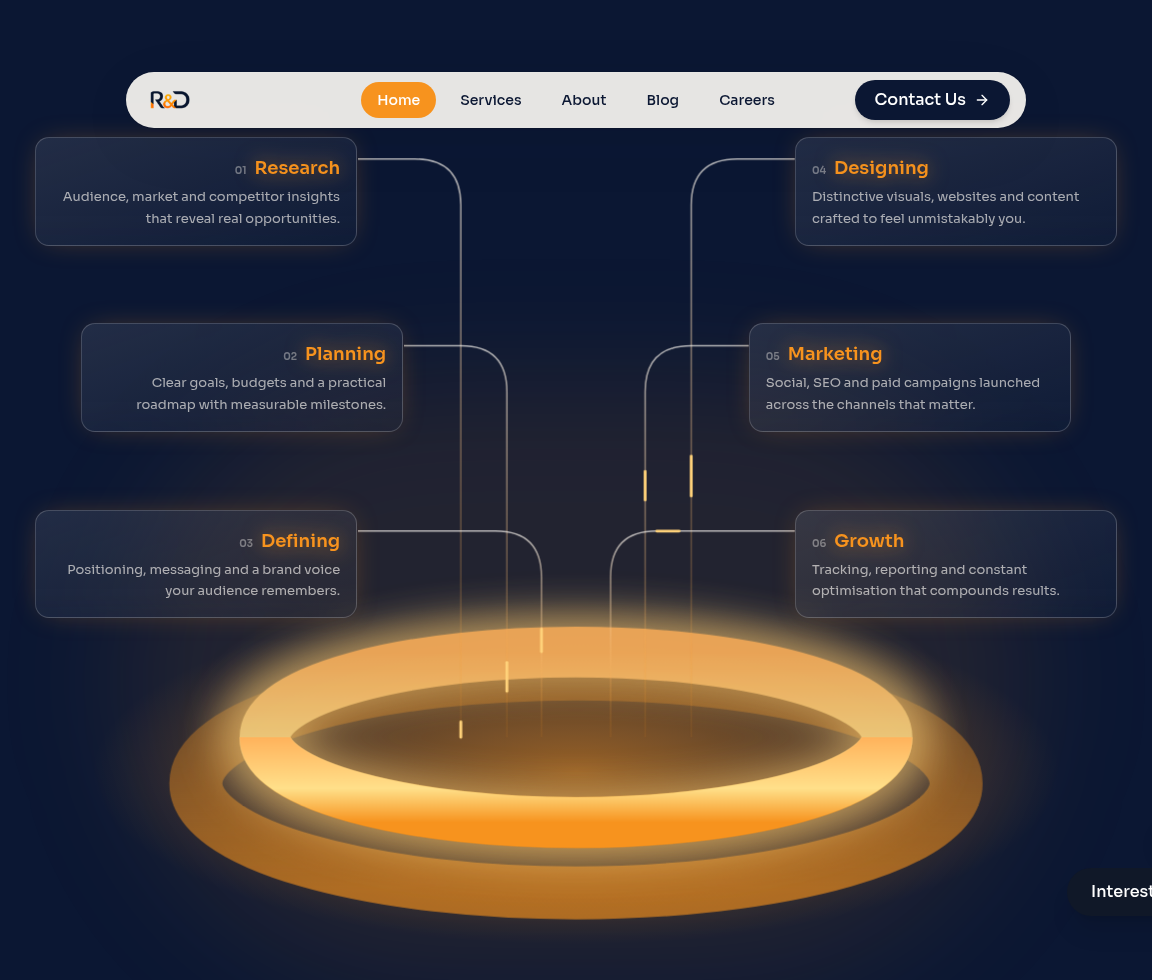 R&D
Home
Services
About
Blog
Careers
Contact Us
01 Research
Audience, market and competitor insights
that reveal real opportunities.
04 Designing
Distinctive visuals, websites and content
crafted to feel unmistakably you.
02 Planning
Clear goals, budgets and a practical
roadmap with measurable milestones.
05 Marketing
Social, SEO and paid campaigns launched
across the channels that matter.
03 Defining
Positioning, messaging and a brand voice
your audience remembers.
06 Growth
Tracking, reporting and constant
optimisation that compounds results.
Interest